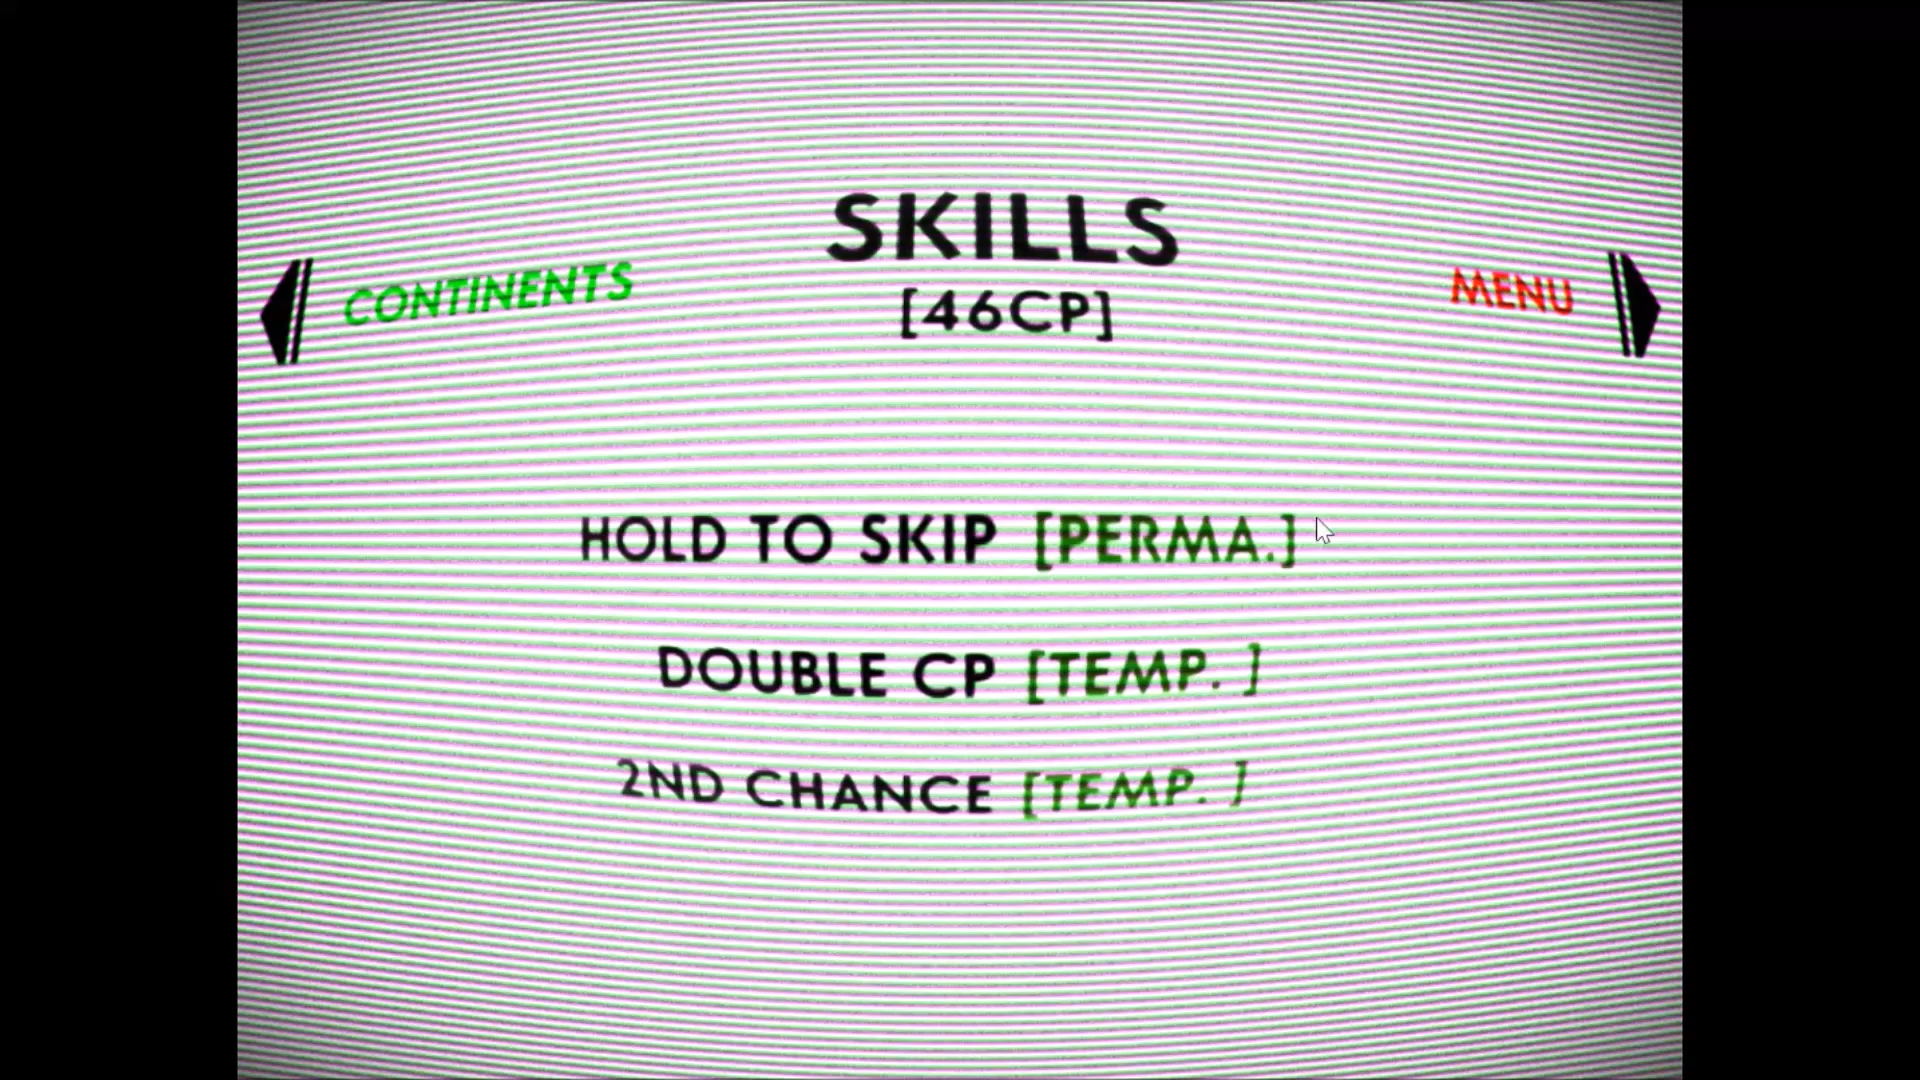 SKILLS
CONTINENTS
[46CP]
MENU
HOLD TO SKIP [PERMA.]
DOUBLE CP [TEMP. ]
2ND CHANCE [TEMP. ]